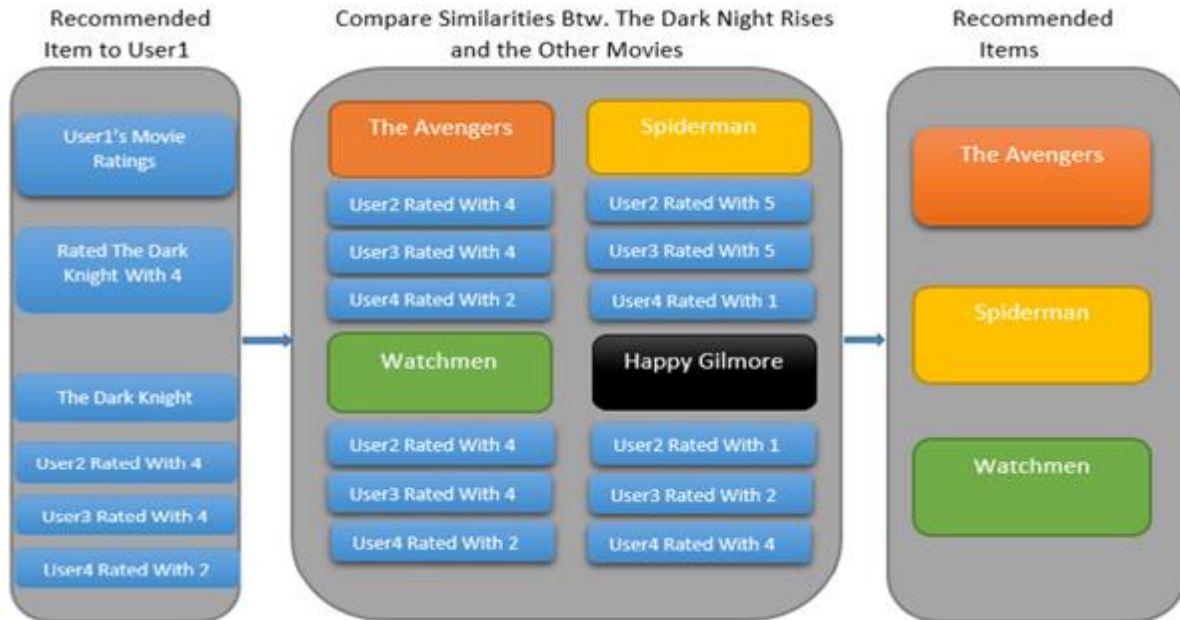 Recommended
Item to User1
User1's Movie
Ratings
Rated The Dark
Knight With 4
The Dark Knight
User2 Rated With 4
User3 Rated With 4
User4 Rated With 2
Compare Similarities Btw. The Dark Night Rises
and the Other Movies
The Avengers
User2 Rated With 4
User3 Rated With 4
User4 Rated With 2
Spiderman
User2 Rated With 5
User3 Rated With 5
User4 Rated With 1
Watchmen
User2 Rated With 4
User3 Rated With 4
User4 Rated With 2
Happy Gilmore
User2 Rated With 1
User3 Rated With 2
User4 Rated With 4
Recommended
Items
The Avengers
Spiderman
Watchmen